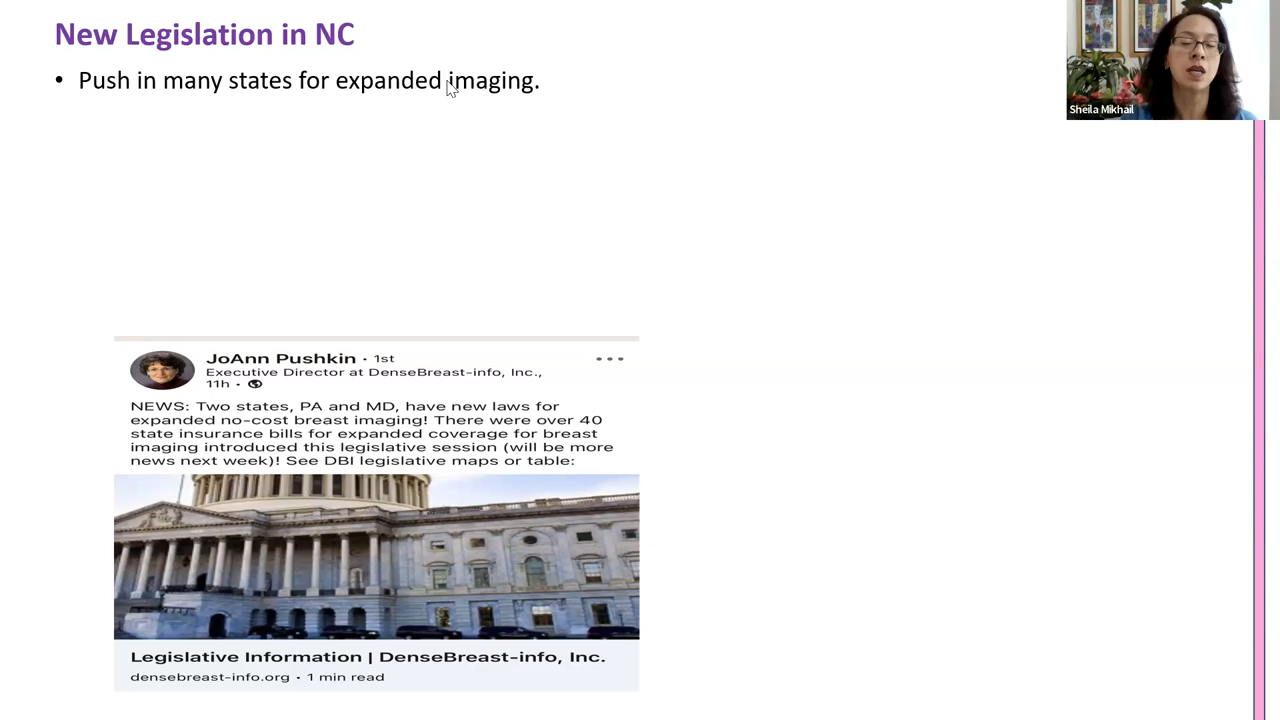 New Legislation in NC
• Push in many states for expanded imaging.
Sheila Mikhail
JoAnn Pushkin · 1st
Executive Director at DenseBreast-info, Inc.,
11h ·
NEWS: Two states, PA and MD, have new laws for
expanded no-cost breast imaging! There were over 40
state insurance bills for expanded coverage for breast
imaging introduced this legislative session (will be more
news next week)! See DBI legislative maps or table:
Legislative Information | DenseBreast-info, Inc.
densebreast-info.org · 1 min read